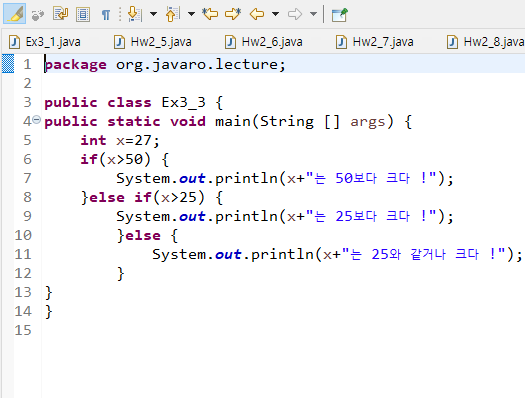 Ex3_1.java Hw2_5.java Hw2_6.java Hw2_7.java Hw2_8.java
1 package org.javaro.lecture;
2
3 public class Ex3_3 {
4 public static void main(String [] args) {
5 int x=27;
6 if(x>50) {
7 System.out.println(x+"는 50보다 크다 !");
8 }else if(x>25) {
9 System.out.println(x+"는 25보다 크다 !");
10 }else {
11 System.out.println(x+"는 25와 같거나 크다 !");
12 }
13 }
14 }
15